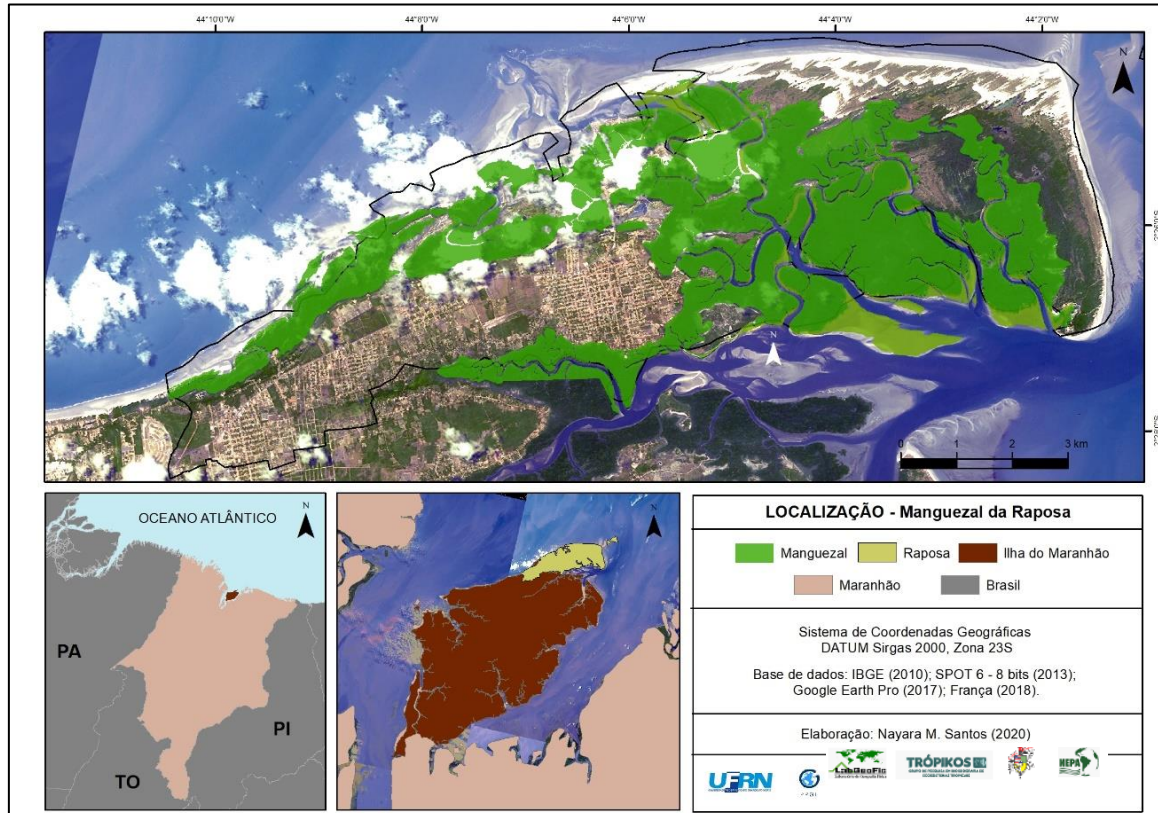 44°10'0"W
44°8'0"W
44°6'0"W
44°4'0"W
44°2'0"W
N
N
0
1
2
3 km
OCEANO ATLÂNTICO
N
PA
PI
TO
N
LOCALIZAÇÃO - Manguezal da Raposa
Manguezal
Raposa
Ilha do Maranhão
Maranhão
Brasil
Sistema de Coordenadas Geográficas
DATUM Sirgas 2000, Zona 23S
Base de dados: IBGE (2010); SPOT 6 - 8 bits (2013);
Google Earth Pro (2017); França (2018).
Elaboração: Nayara M. Santos (2020)
UFRN
LabGeoFis
TRÓPIKOS
NEPA